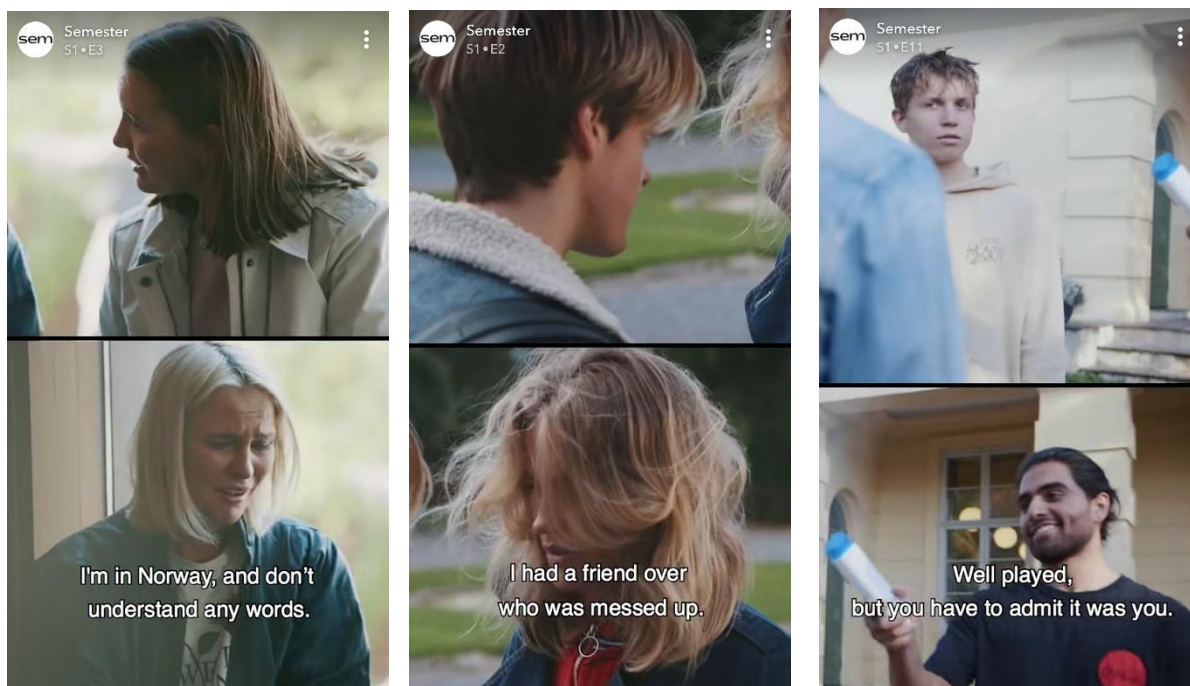 sem
Semester
S1•E3
I'm in Norway, and don't
understand any words.
sem
Semester
S1•E2
I had a friend over
who was messed up.
sem
Semester
S1•E11
Well played,
but you have to admit it was you.